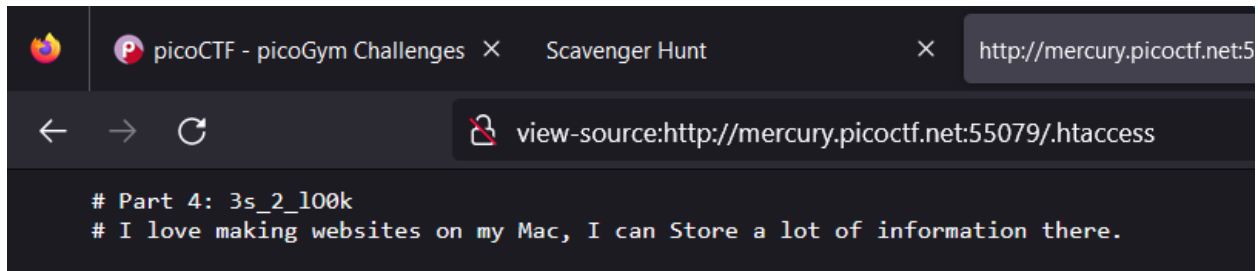 picoCTF - picoGym Challenges
Scavenger Hunt
http://mercury.picoctf.net:5
view-source:http://mercury.picoctf.net:55079/.htaccess
# Part 4: 3s_2_lO0k
# I love making websites on my Mac, I can Store a lot of information there.